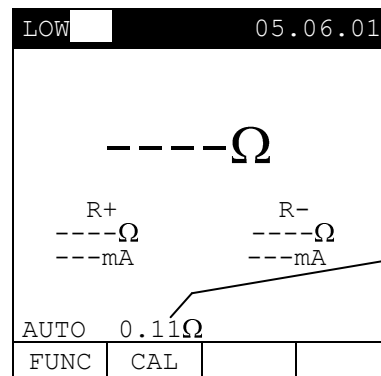 LOW 05.06.01
----Ω
R+ R-
----Ω ----Ω
---mA ---mA
AUTO 0.11Ω
FUNC CAL